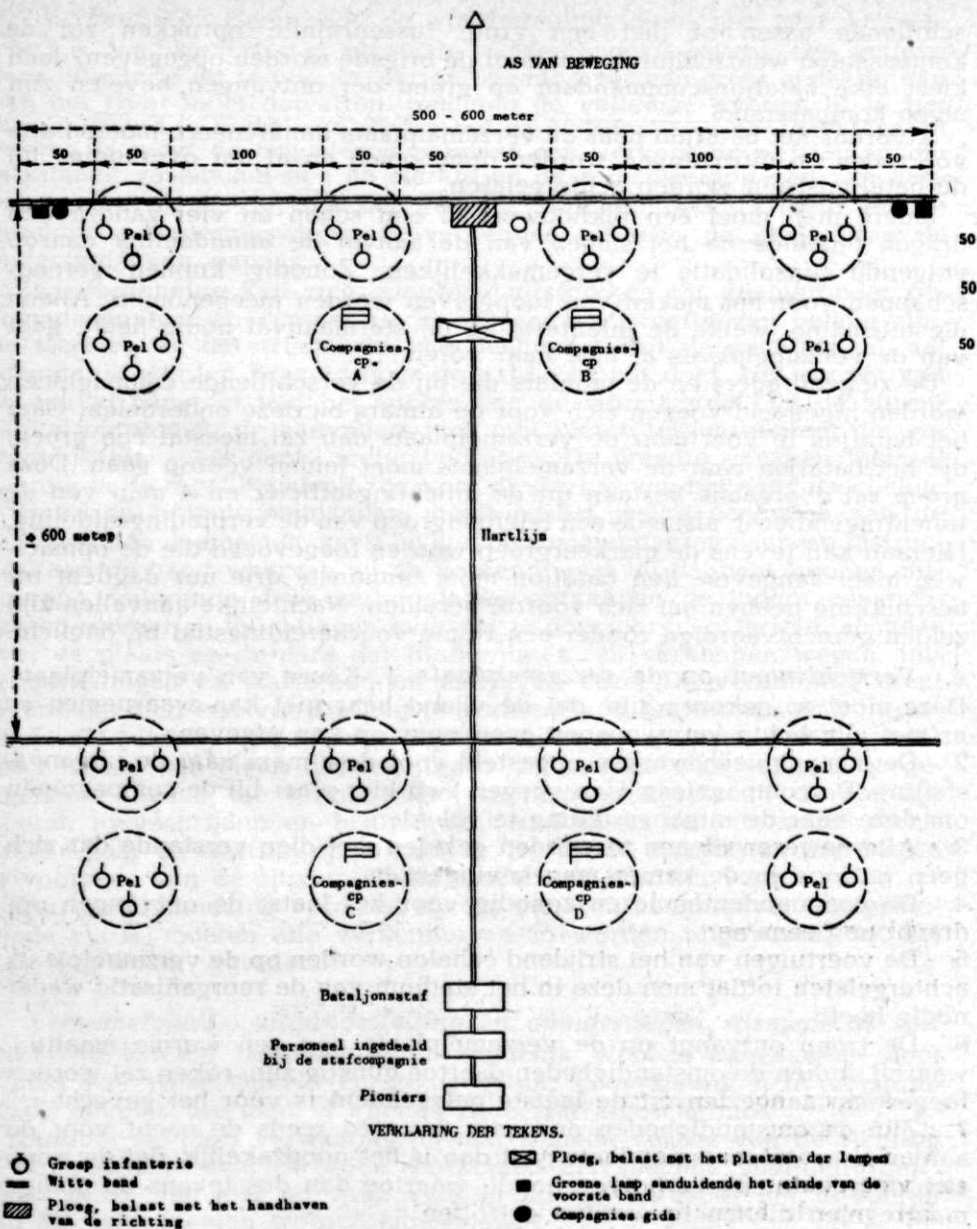 AS VAN BEWEGING
500 - 600 meter
50 50 100 50 50 50 50 50 100 50 50
Pel Pel Pel Pel
50
50
Pel Compagnies-cp A Compagnies-cp B Pel
50
Hartlijn
± 600 meter
Pel Pel Pel Pel
Pel Compagnies-cp C Compagnies-cp D Pel
Bataljonsstaf
Personeel ingedeeld
bij de stafcompagnie
Pioniers
VERKLARING DER TEKENS.
Groep infanterie
Witte band
Ploeg, belast met het handhaven
van de richting
Ploeg, belast met het plaatsen der lampen
Groene lamp aanduidende het einde van de
voorste band
Compagnies gids